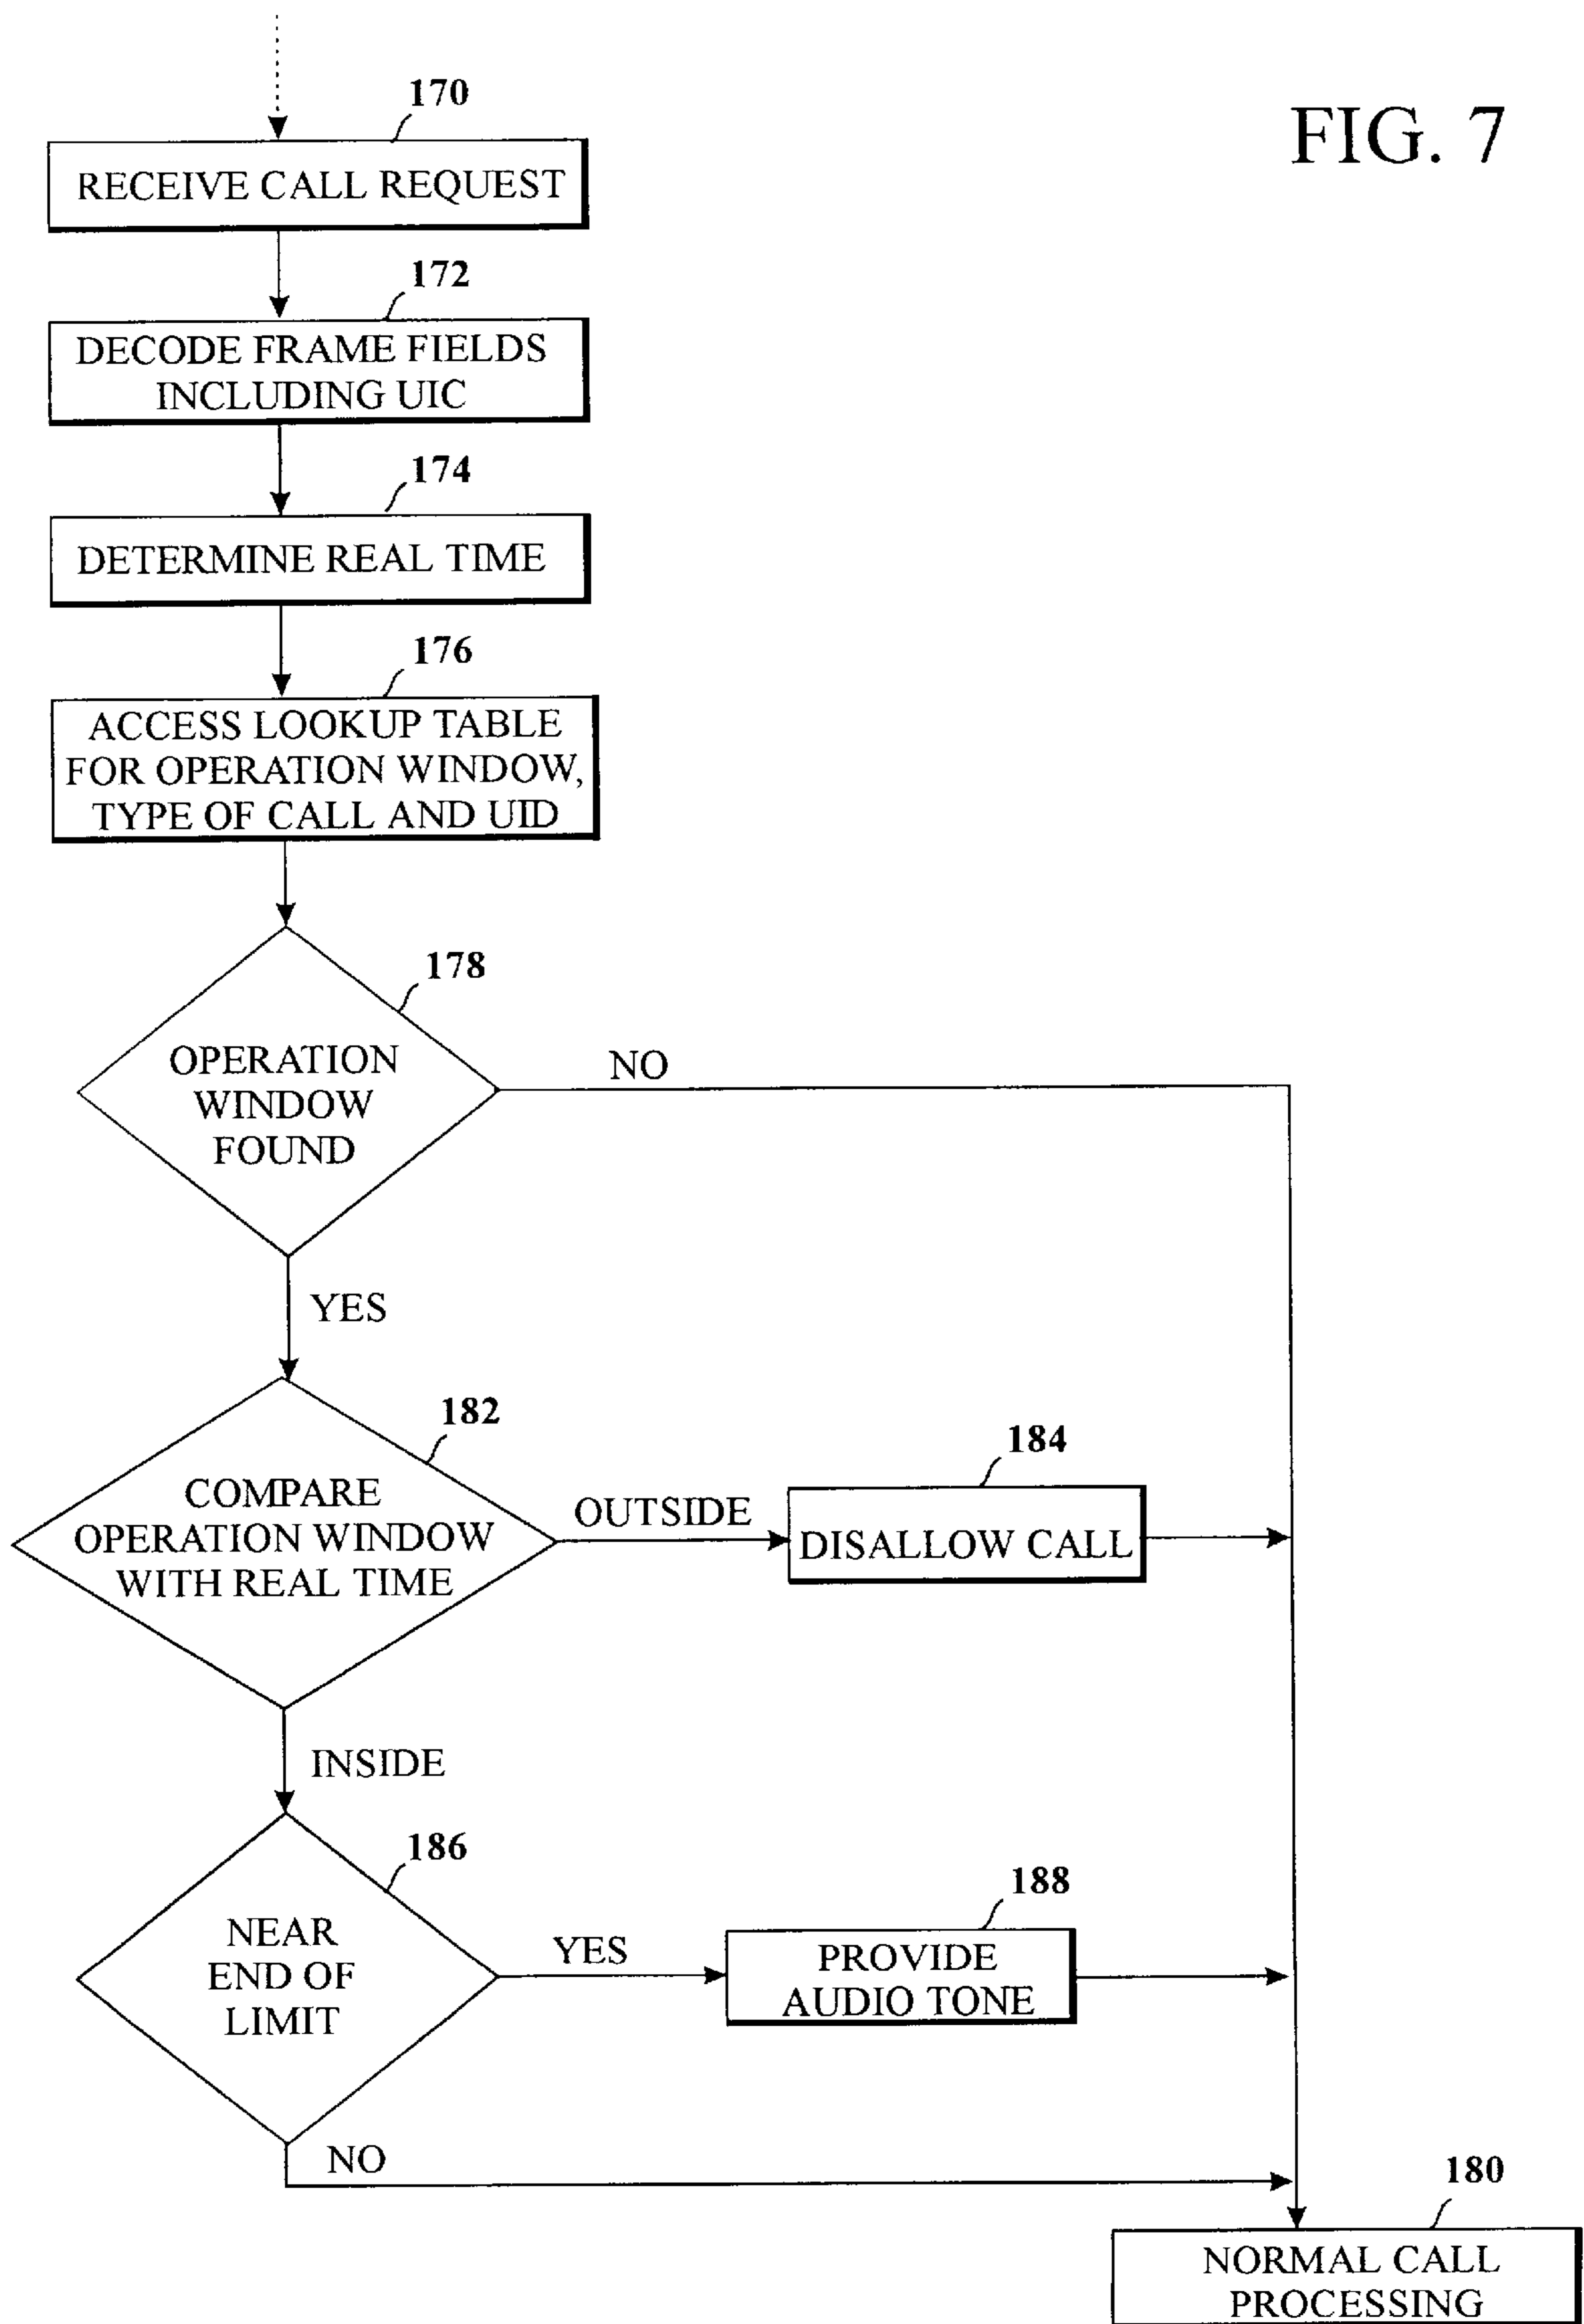 FIG. 7
170
RECEIVE CALL REQUEST
172
DECODE FRAME FIELDS
INCLUDING UIC
174
DETERMINE REAL TIME
176
ACCESS LOOKUP TABLE
FOR OPERATION WINDOW,
TYPE OF CALL AND UID
178
OPERATION
WINDOW
FOUND
NO
YES
182
COMPARE
OPERATION WINDOW
WITH REAL TIME
OUTSIDE
184
DISALLOW CALL
INSIDE
186
NEAR
END OF
LIMIT
YES
188
PROVIDE
AUDIO TONE
NO
180
NORMAL CALL
PROCESSING